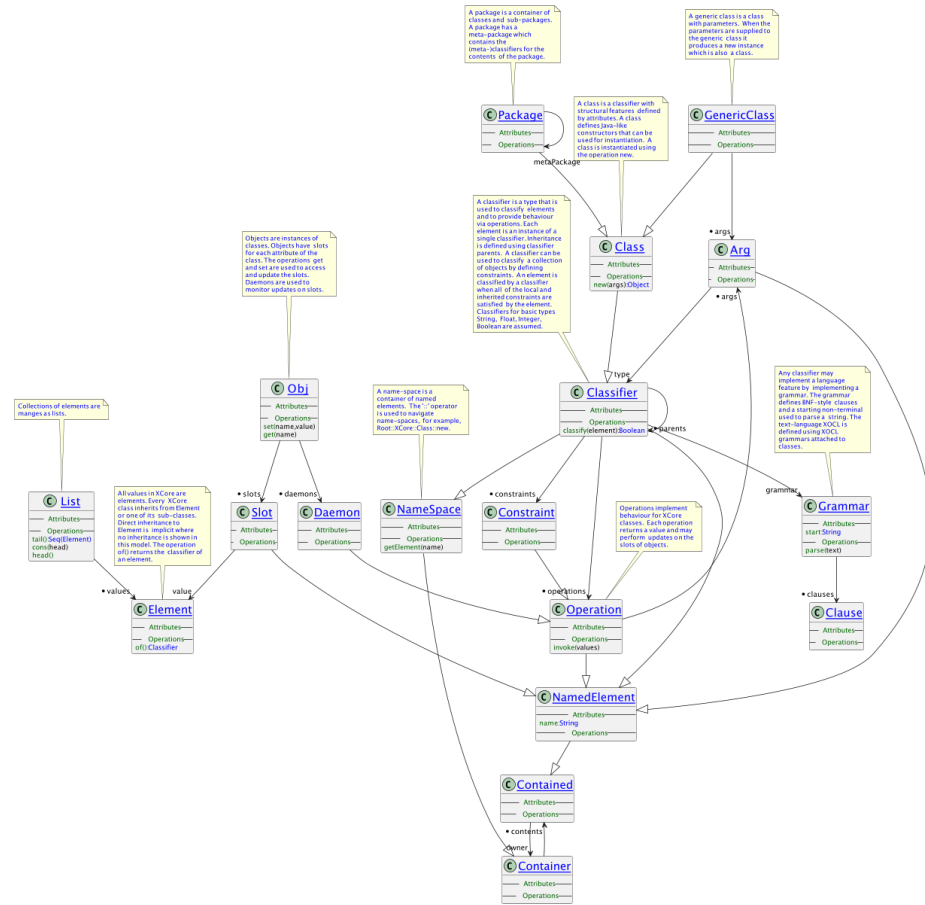 A package is a container of
classes and sub-packages.
A package has a
meta-package which
contains the
(meta-)classifiers for the
contents of the package.
A generic class is a class
with parameters. When the
parameters are supplied to
the generic class it
produces a new instance
which is also a class.
C Package
Attributes
Operations
metaPackage
A class is a classifier with
structural features defined
by attributes. A class
defines Java-like
constructors that can be
used for instantiation. A
class is instantiated using
the operation new.
C GenericClass
Attributes
Operations
• args
A classifier is a type that is
used to classify elements
and to provide behaviour
via operations. Each
element is an instance of a
single classifier. Inheritance
is defined using classifier
parents. A classifier can be
used to classify a collection
of objects by defining
constraints. An element is
classified by a classifier
when all of the local and
inherited constraints are
satisfied by the element.
Classifiers for basic types
String, Float, Integer,
Boolean are assumed.
C Class
Attributes
Operations
new(args):Object
C Arg
Attributes
Operations
• args
type
Objects are instances of
classes. Objects have slots
for each attribute of the
class. The operations get
and set are used to access
and update the slots.
Daemons are used to
monitor updates on slots.
C Obj
Attributes
Operations
set(name,value)
get(name)
• slots
• daemons
A name-space is a
container of named
elements. The '::' operator
is used to navigate
name-spaces, for example,
Root::XCore::Class::new.
C Classifier
Attributes
Operations
classify(element):Boolean
• parents
• constraints
• operations
grammar
Any classifier may
implement a language
feature by implementing a
grammar. The grammar
defines BNF-style clauses
and a starting non-terminal
used to parse a string. The
text-language XOCL is
defined using XOCL
grammars attached to
classes.
Collections of elements are
manges as lists.
C List
Attributes
Operations
tail():Seq(Element)
cons(head)
head()
• values
All values in XCore are
elements. Every XCore
class inherits from Element
or one of its sub-classes.
Direct inheritance to
Element is implicit where
no inheritance is shown in
this model. The operation
of() returns the classifier of
an element.
C Slot
Attributes
Operations
value
C Daemon
Attributes
Operations
C NameSpace
Attributes
Operations
getElement(name)
C Constraint
Attributes
Operations
Operations implement
behaviour for XCore
classes. Each operation
returns a value and may
perform updates on the
slots of objects.
C Grammar
Attributes
start:String
Operations
parse(text)
• clauses
C Element
Attributes
Operations
of():Classifier
C Operation
Attributes
Operations
invoke(values)
C Clause
Attributes
Operations
C NamedElement
Attributes
name:String
Operations
C Contained
Attributes
Operations
• contents
owner
C Container
Attributes
Operations